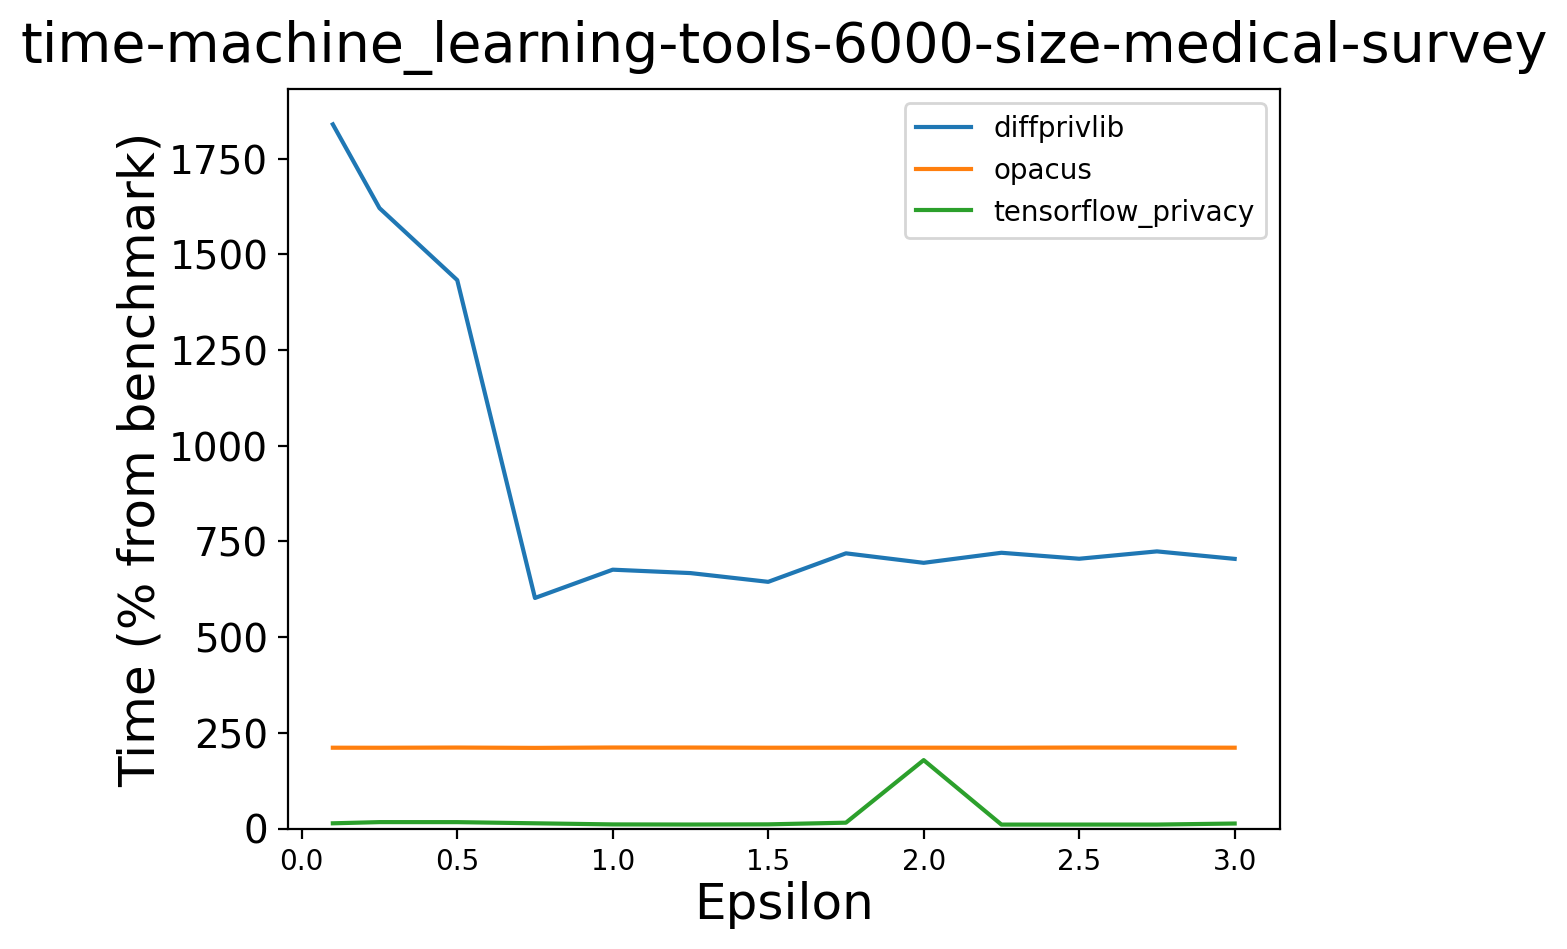 time-machine_learning-tools-6000-size-medical-survey
diffprivlib
opacus
tensorflow_privacy
Time (% from benchmark)
1750
1500
1250
1000
750
500
250
0
0.0 0.5 1.0 1.5 2.0 2.5 3.0
Epsilon